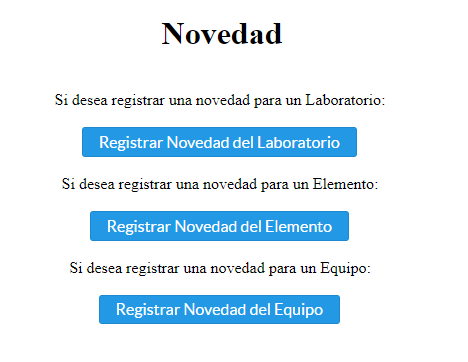 Novedad
Si desea registrar una novedad para un Laboratorio:
Registrar Novedad del Laboratorio
Si desea registrar una novedad para un Elemento:
Registrar Novedad del Elemento
Si desea registrar una novedad para un Equipo:
Registrar Novedad del Equipo